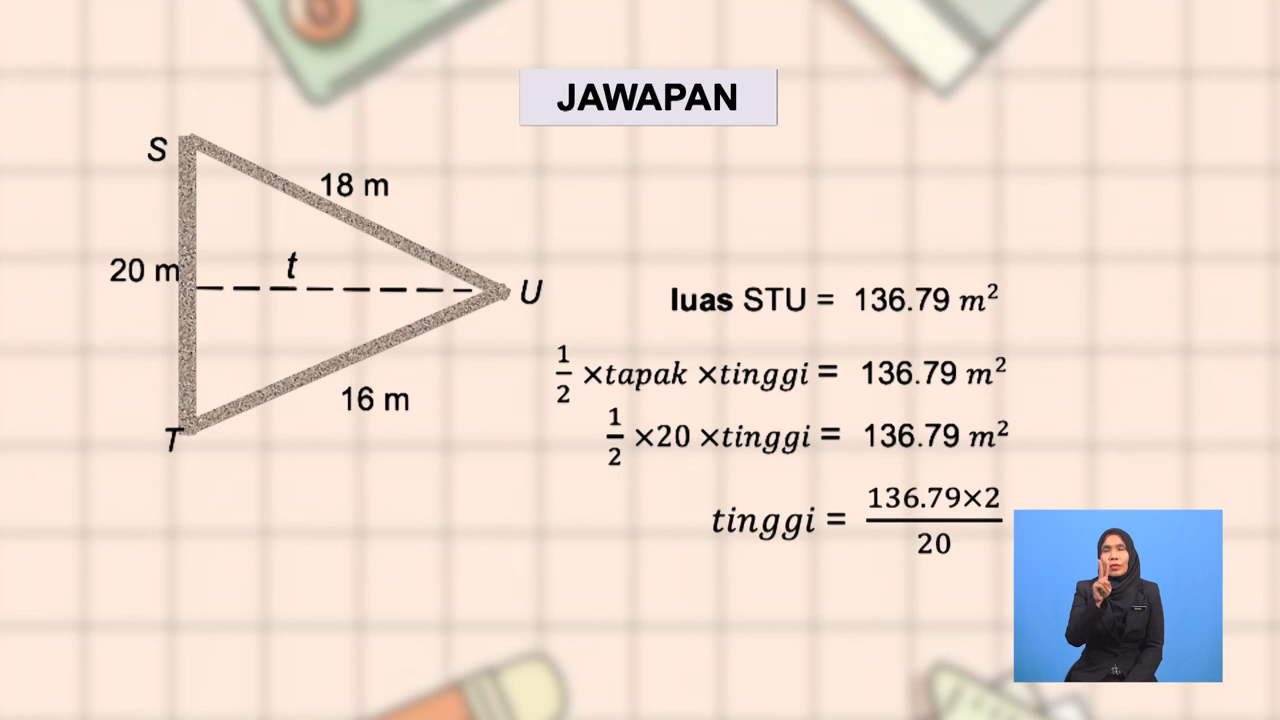 JAWAPAN
S
18 m
20 m
t
U
16 m
T
luas STU = 136.79 m²
1/2 ×tapak ×tinggi = 136.79 m²
1/2 ×20 ×tinggi = 136.79 m²
tinggi = 136.79×2/20